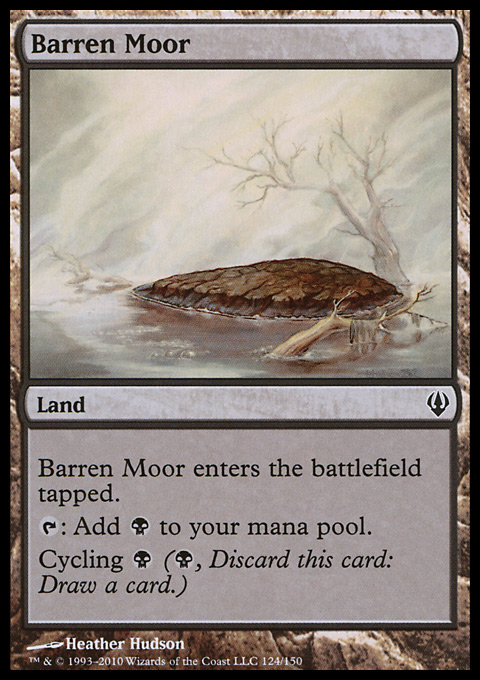 Barren Moor
Land
Barren Moor enters the battlefield
tapped.
: Add to your mana pool.
Cycling (, Discard this card:
Draw a card.)
Heather Hudson
™ & © 1993–2010 Wizards of the Coast LLC 124/150